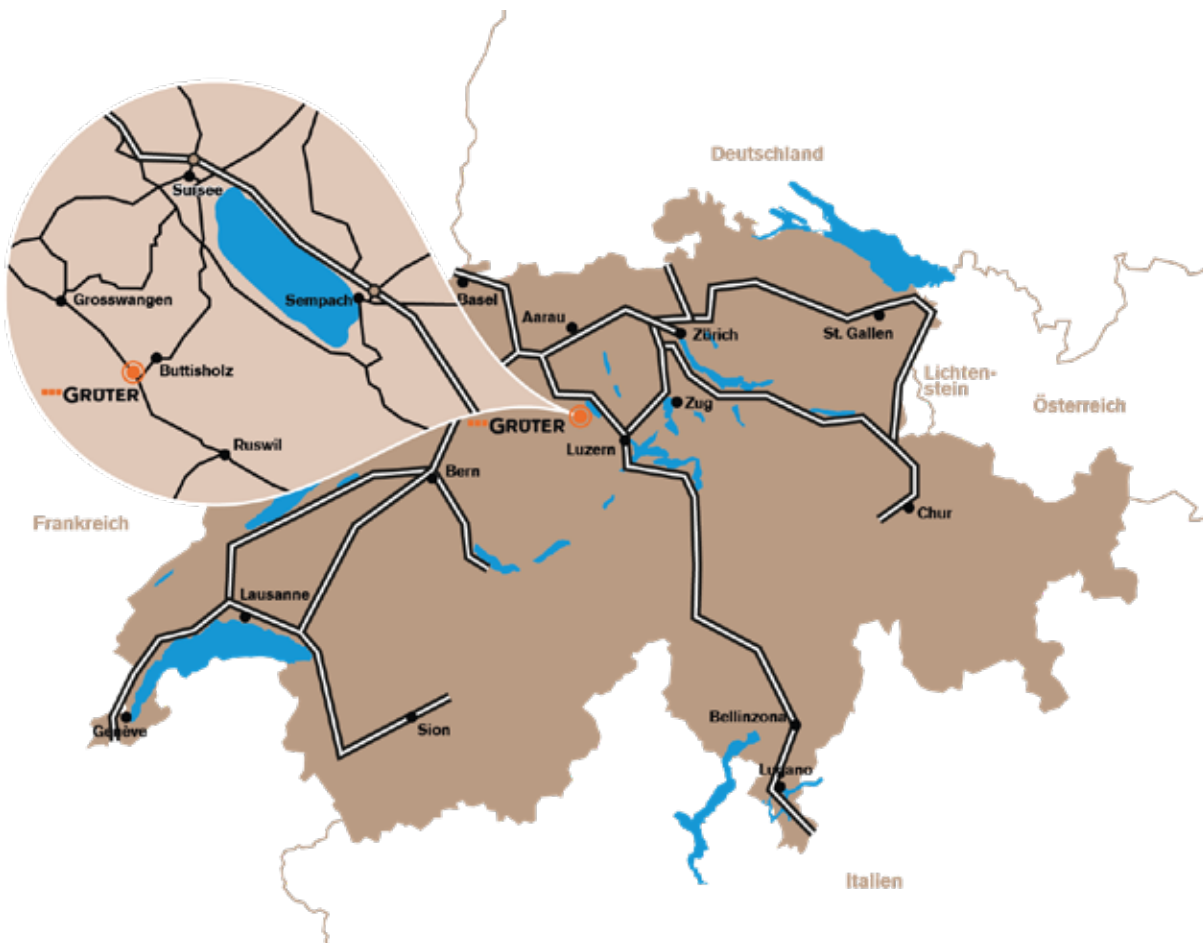 Deutschland
Sursee
Grosswangen
Sempach
Buttisholz
GRÜTER
Ruswil
Basel
Aarau
Zürich
St. Gallen
Lichten-
stein
Österreich
Zug
GRÜTER
Luzern
Bern
Chur
Frankreich
Lausanne
Genève
Sion
Bellinzona
Lugano
Italien